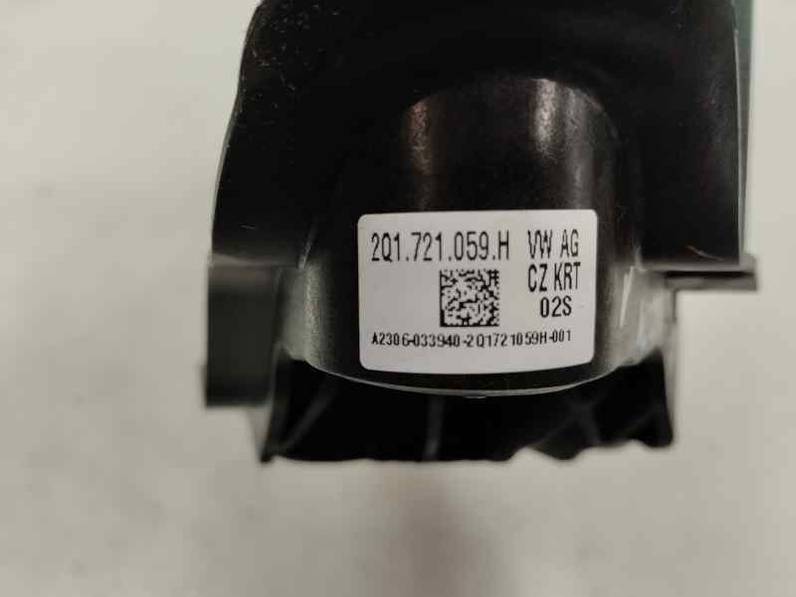 2Q1.721.059.H VW AG
CZ KRT
02S
A2306-033940-2Q1721059H-001